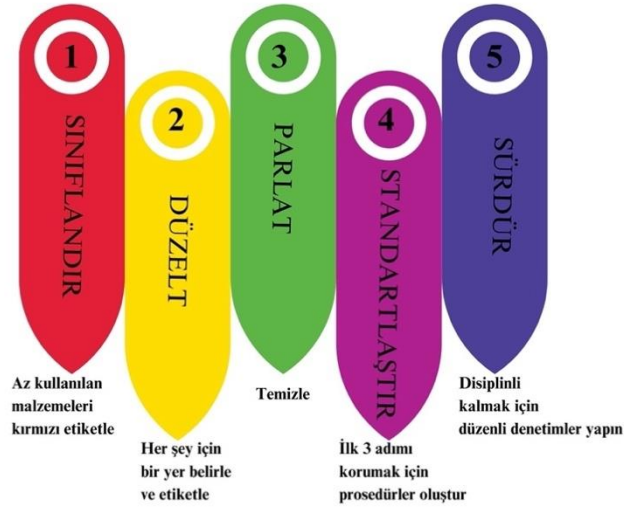 1
SINIFLANDIR
Az kullanılan
malzemeleri
kırmızı etiketle
2
DÜZELT
Her şey için
bir yer belirle
ve etiketle
3
PARLAT
Temizle
4
STANDARTLAŞTIR
İlk 3 adımı
korumak için
prosedürler oluştur
5
SÜRDÜR
Disiplinli
kalmak için
düzenli denetimler yapın